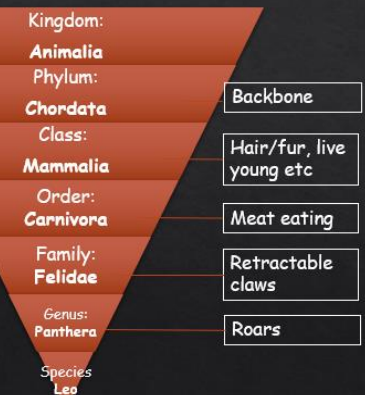 Kingdom:
Animalia
Phylum:
Chordata
Backbone
Class:
Mammalia
Hair/fur, live
young etc
Order:
Carnivora
Meat eating
Family:
Felidae
Retractable
claws
Genus:
Panthera
Roars
Species
Leo